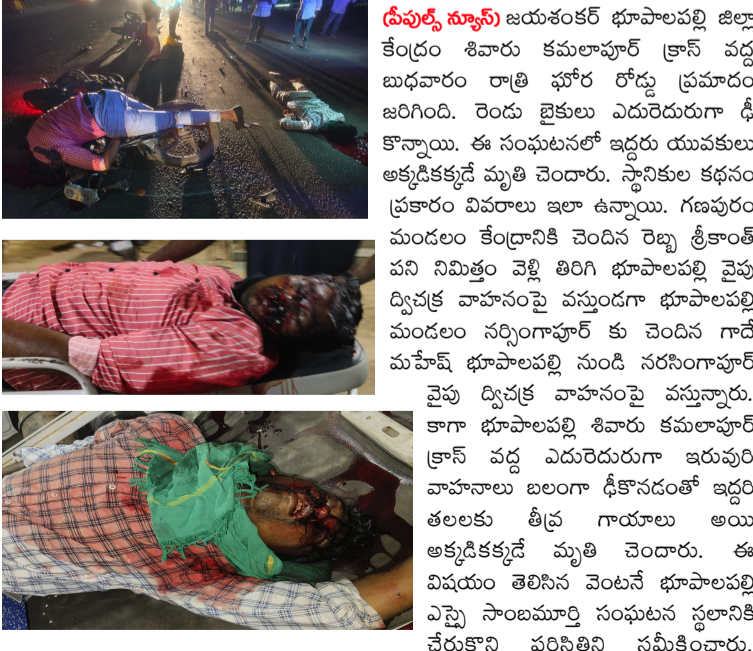 (పీపుల్స్ న్యూస్) జయశంకర్ భూపాలపల్లి జిల్లా
కేంద్రం శివారు కమలాపూర్ క్రాస్ వద్ద
బుధవారం రాత్రి ఘోర రోడ్డు ప్రమాదం
జరిగింది. రెండు బైకులు ఎదురెదురుగా ఢీ
కొన్నాయి. ఈ సంఘటనలో ఇద్దరు యువకులు
అక్కడికక్కడే మృతి చెందారు. స్థానికుల కథనం
ప్రకారం వివరాలు ఇలా ఉన్నాయి. గణపురం
మండలం కేంద్రానికి చెందిన రెబ్బ శ్రీకాంత్
పని నిమిత్తం వెళ్లి తిరిగి భూపాలపల్లి వైపు
ద్విచక్ర వాహనంపై వస్తుండగా భూపాలపల్లి
మండలం నర్సింగాపూర్ కు చెందిన గాదే
మహేష్ భూపాలపల్లి నుండి నరసింగాపూర్
వైపు ద్విచక్ర వాహనంపై వస్తున్నారు.
కాగా భూపాలపల్లి శివారు కమలాపూర్
క్రాస్ వద్ద ఎదురెదురుగా ఇరువురి
వాహనాలు బలంగా ఢీకొనడంతో ఇద్దరి
తలలకు తీవ్ర గాయాలు అయి
అక్కడికక్కడే మృతి చెందారు. ఈ
విషయం తెలిసిన వెంటనే భూపాలపల్లి
ఎస్సై సాంబమూర్తి సంఘటన స్థలానికి
చేరుకొని పరిస్థితిని సమీక్షించారు.